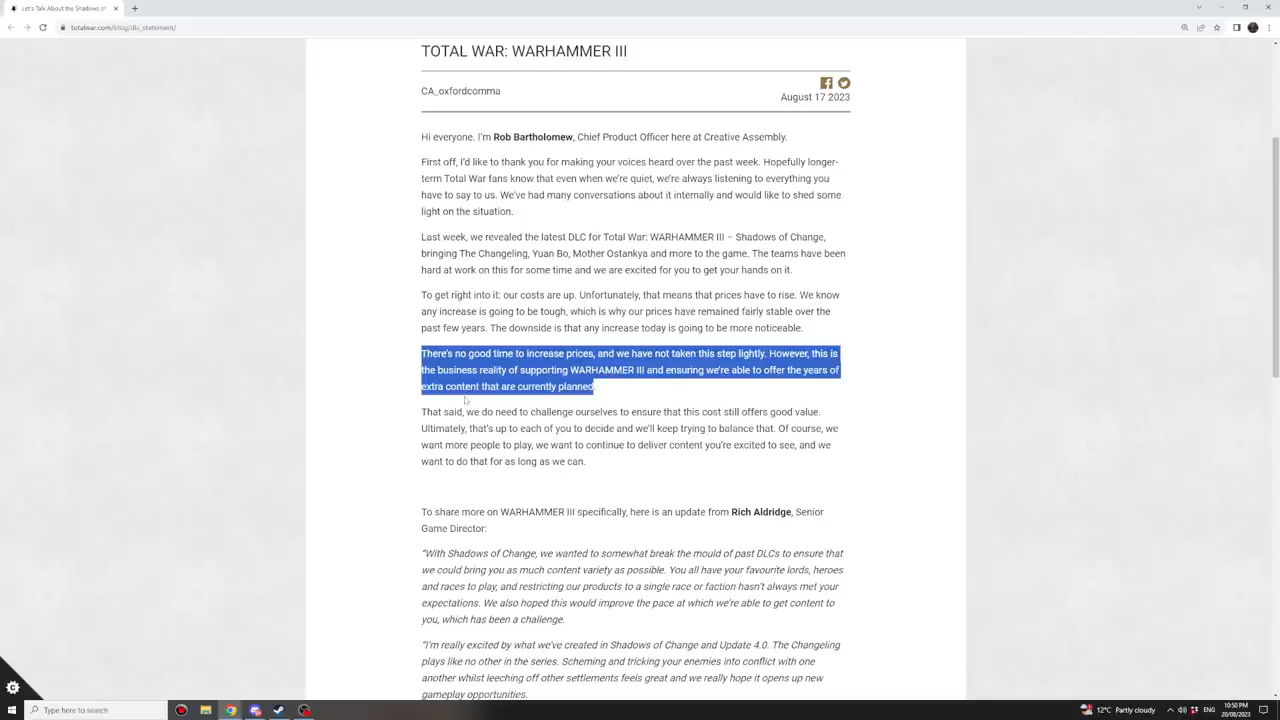 Let's Talk About the Shadows of
totalwar.com/blog/dlc_statement/
TOTAL WAR: WARHAMMER III
CA_oxfordcomma
August 17 2023
Hi everyone. I'm Rob Bartholomew, Chief Product Officer here at Creative Assembly.
First off, I'd like to thank you for making your voices heard over the past week. Hopefully longer-
term Total War fans know that even when we're quiet, we're always listening to everything you
have to say to us. We've had many conversations about it internally and would like to shed some
light on the situation.
Last week, we revealed the latest DLC for Total War: WARHAMMER III – Shadows of Change,
bringing The Changeling, Yuan Bo, Mother Ostankya and more to the game. The teams have been
hard at work on this for some time and we are excited for you to get your hands on it.
To get right into it: our costs are up. Unfortunately, that means that prices have to rise. We know
any increase is going to be tough, which is why our prices have remained fairly stable over the
past few years. The downside is that any increase today is going to be more noticeable.
There's no good time to increase prices, and we have not taken this step lightly. However, this is
the business reality of supporting WARHAMMER III and ensuring we're able to offer the years of
extra content that are currently planned.
That said, we do need to challenge ourselves to ensure that this cost still offers good value.
Ultimately, that's up to each of you to decide and we'll keep trying to balance that. Of course, we
want more people to play, we want to continue to deliver content you're excited to see, and we
want to do that for as long as we can.
To share more on WARHAMMER III specifically, here is an update from Rich Aldridge, Senior
Game Director:
“With Shadows of Change, we wanted to somewhat break the mould of past DLCs to ensure that
we could bring you as much content variety as possible. You all have your favourite lords, heroes
and races to play, and restricting our products to a single race or faction hasn't always met your
expectations. We also hoped this would improve the pace at which we're able to get content to
you, which has been a challenge.
“I'm really excited by what we've created in Shadows of Change and Update 4.0. The Changeling
plays like no other in the series. Scheming and tricking your enemies into conflict with one
another whilst leeching off other settlements feels great and we really hope it opens up new
gameplay opportunities.
Type here to search
12°C Partly cloudy
ENG
10:50 PM
20/08/2023